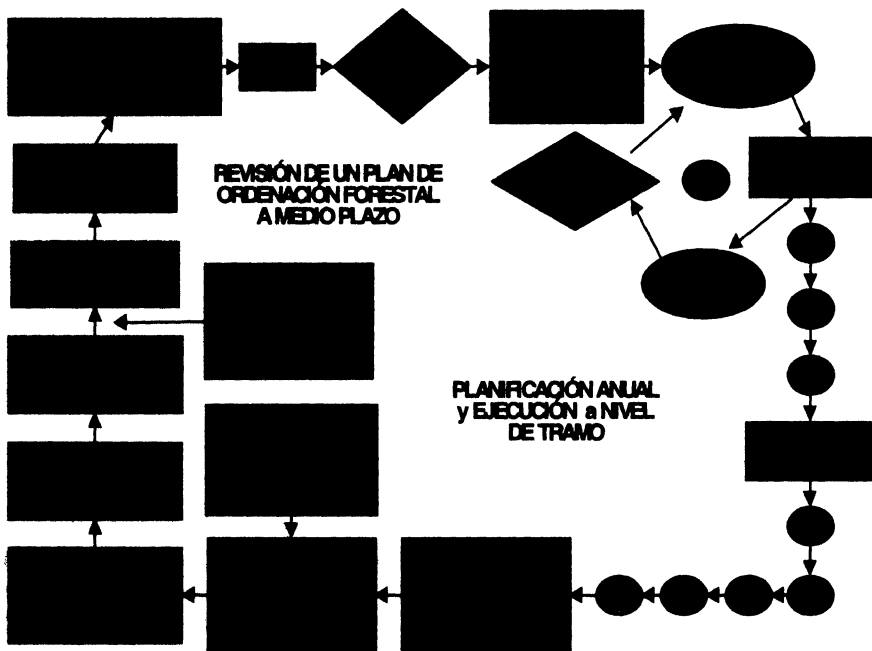 REVISIÓN DE UN PLAN DE
ORDENACIÓN FORESTAL
A MEDIO PLAZO
PLANIFICACIÓN ANUAL
y EJECUCIÓN a NIVEL
DE TRAMO